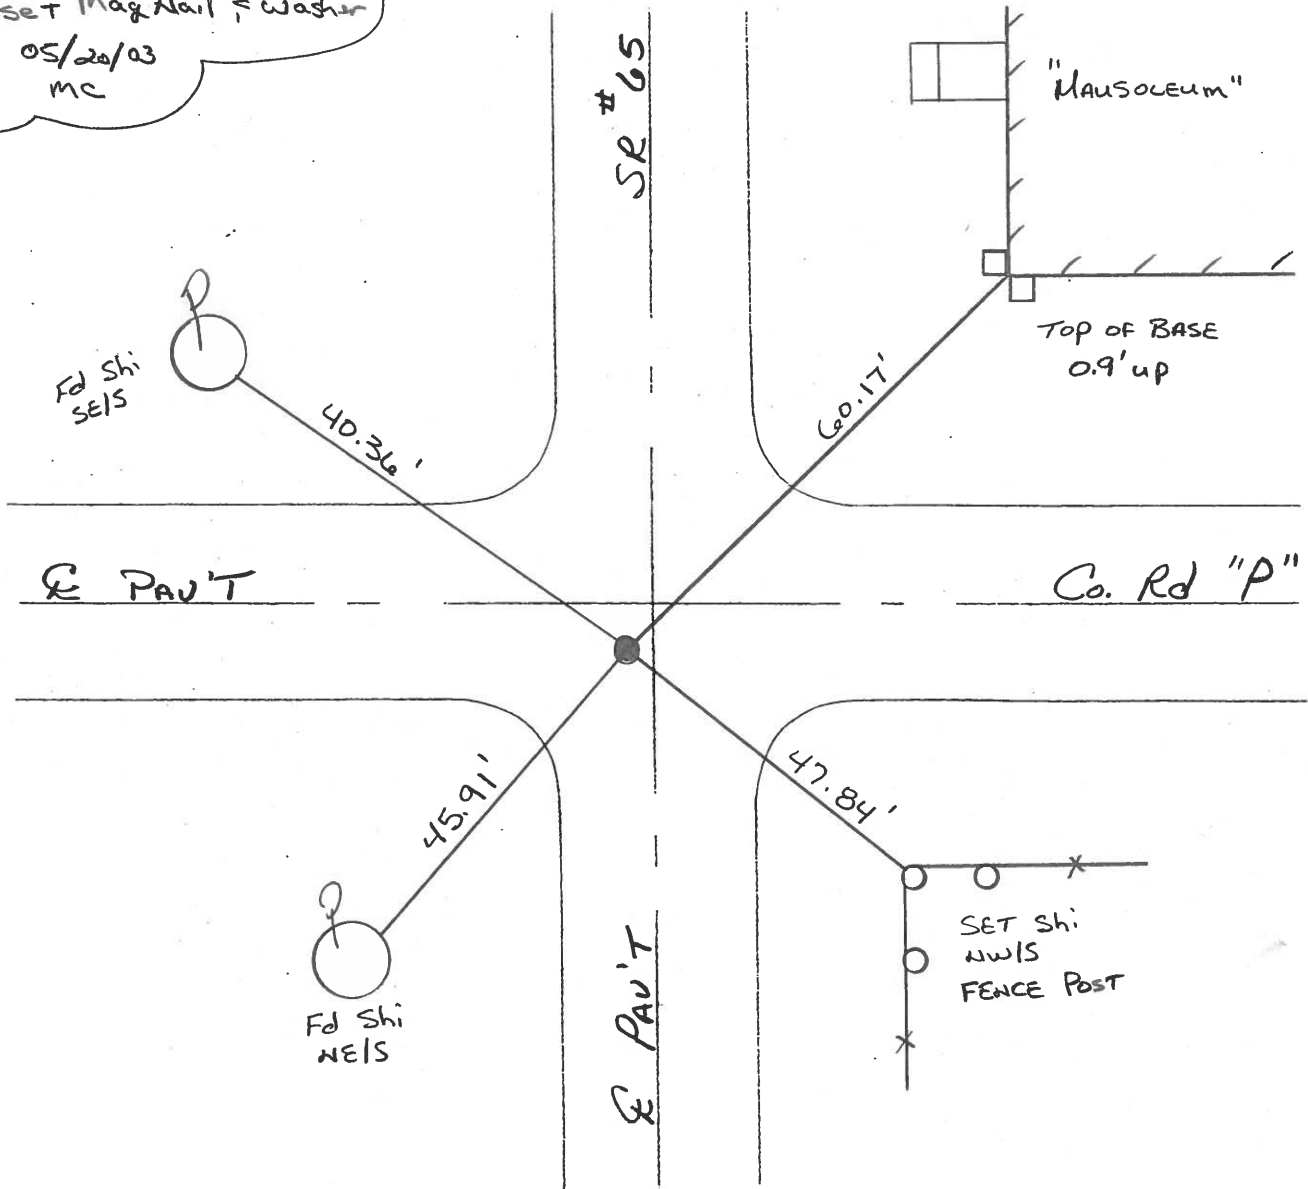 set Mag Nail & Washer
05/20/03
MC
SR #65
"MAUSOLEUM"
TOP OF BASE
0.9' up
Fd Shi
SE/S
40.36'
60.17'
℄ PAV'T
Co. Rd "P"
45.91'
47.84'
SET Shi
NW/S
FENCE POST
Fd Shi
NE/S
℄ PAV'T